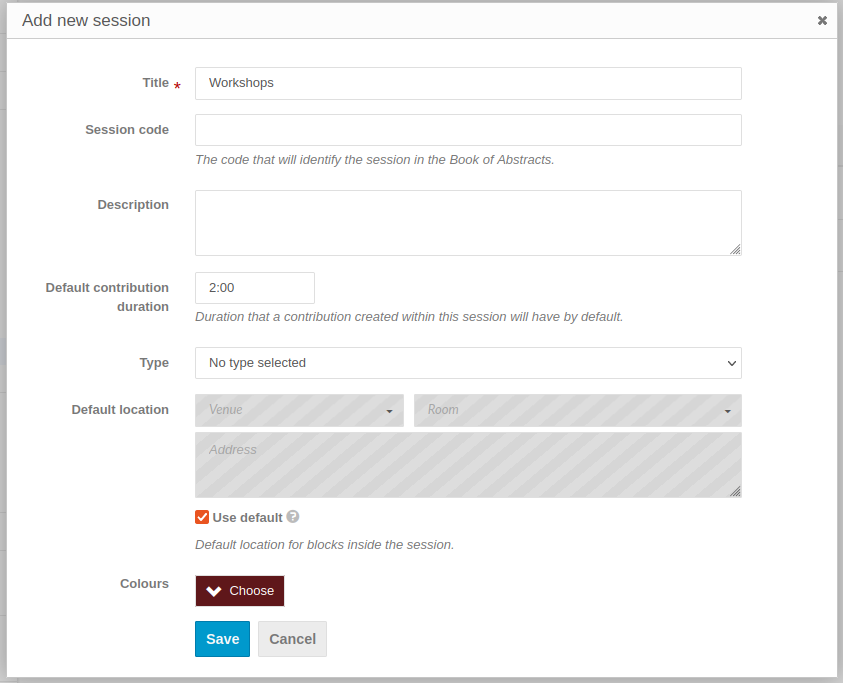 Add new session
Title *
Workshops
Session code
The code that will identify the session in the Book of Abstracts.
Description
Default contribution
duration
2:00
Duration that a contribution created within this session will have by default.
Type
No type selected
Default location
Venue
Room
Address
Use default ?
Default location for blocks inside the session.
Colours
Choose
Save
Cancel